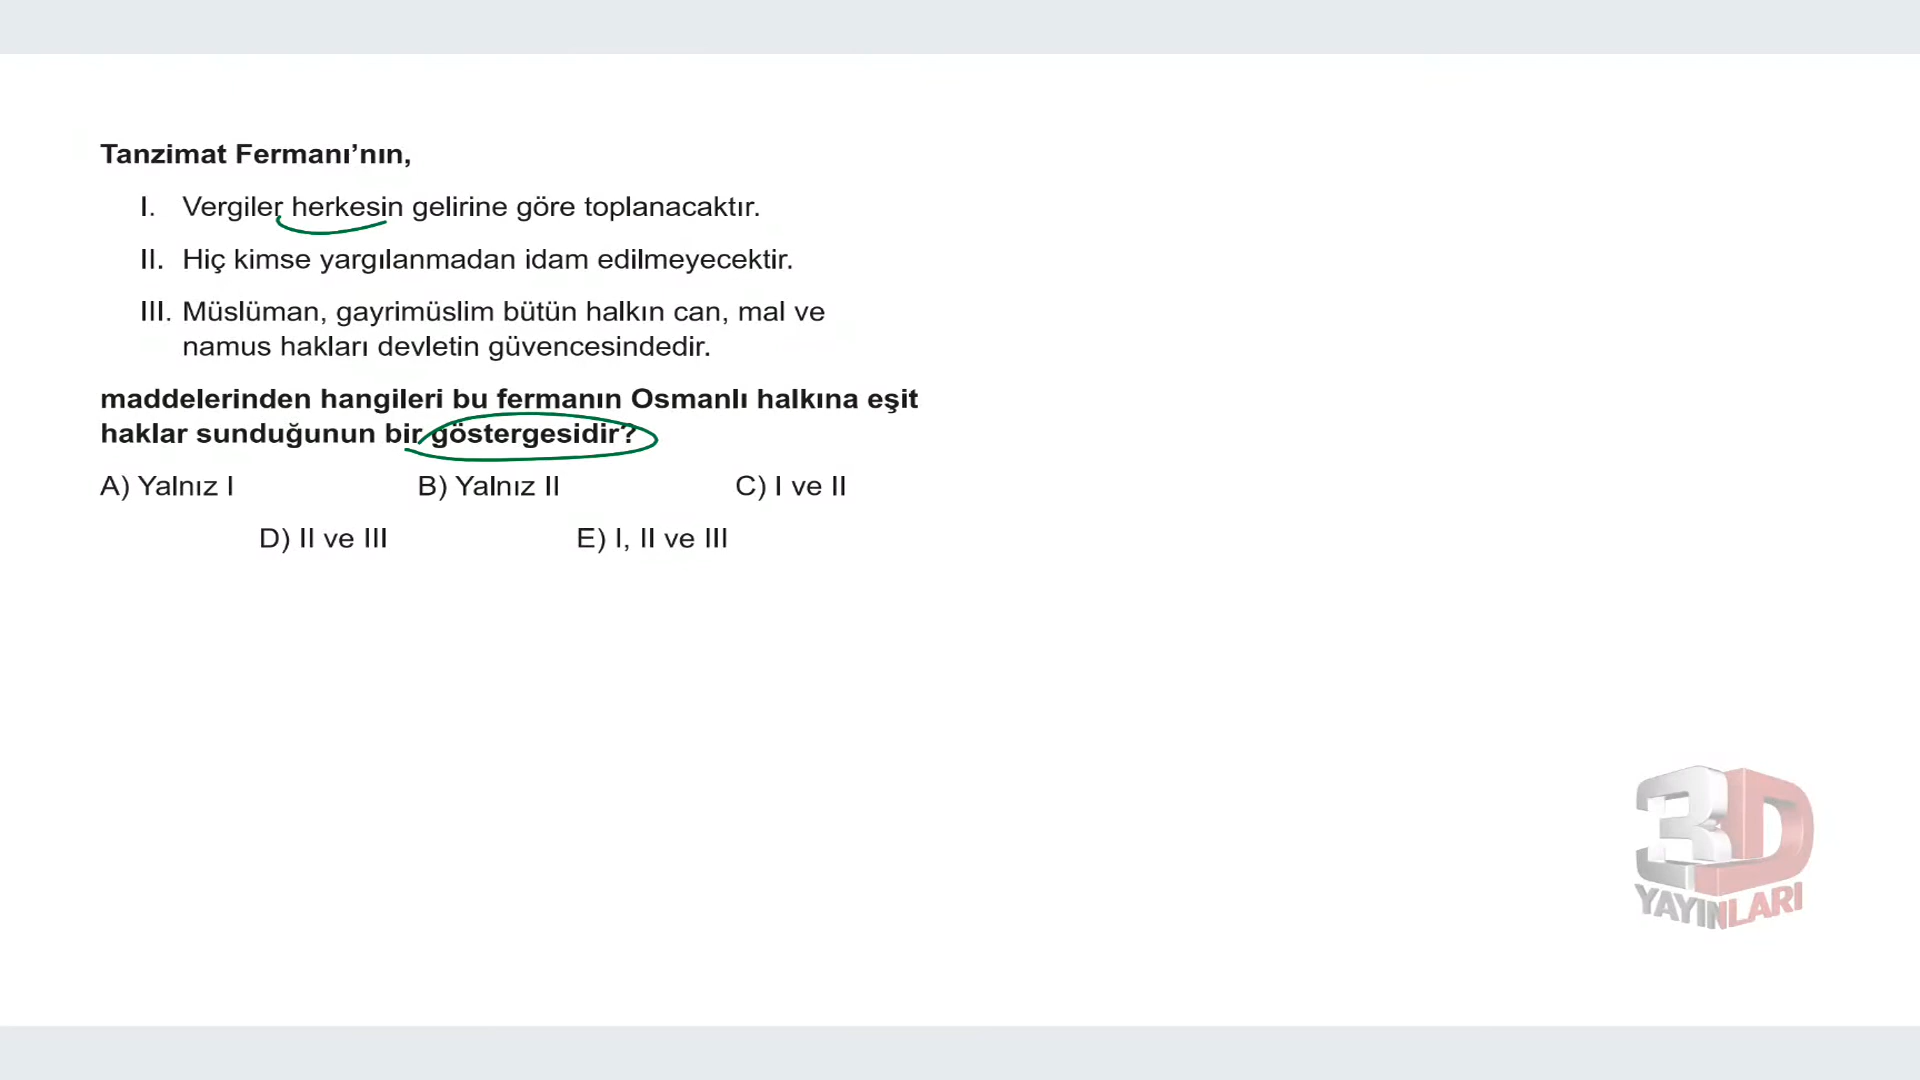 Tanzimat Fermanı’nın,
I. Vergiler herkesin gelirine göre toplanacaktır.
II. Hiç kimse yargılanmadan idam edilmeyecektir.
III. Müslüman, gayrimüslim bütün halkın can, mal ve
namus hakları devletin güvencesindedir.
maddelerinden hangileri bu fermanın Osmanlı halkına eşit
haklar sunduğunun bir göstergesidir?
A) Yalnız I B) Yalnız II C) I ve II
D) II ve III E) I, II ve III
3D
YAYINLARI